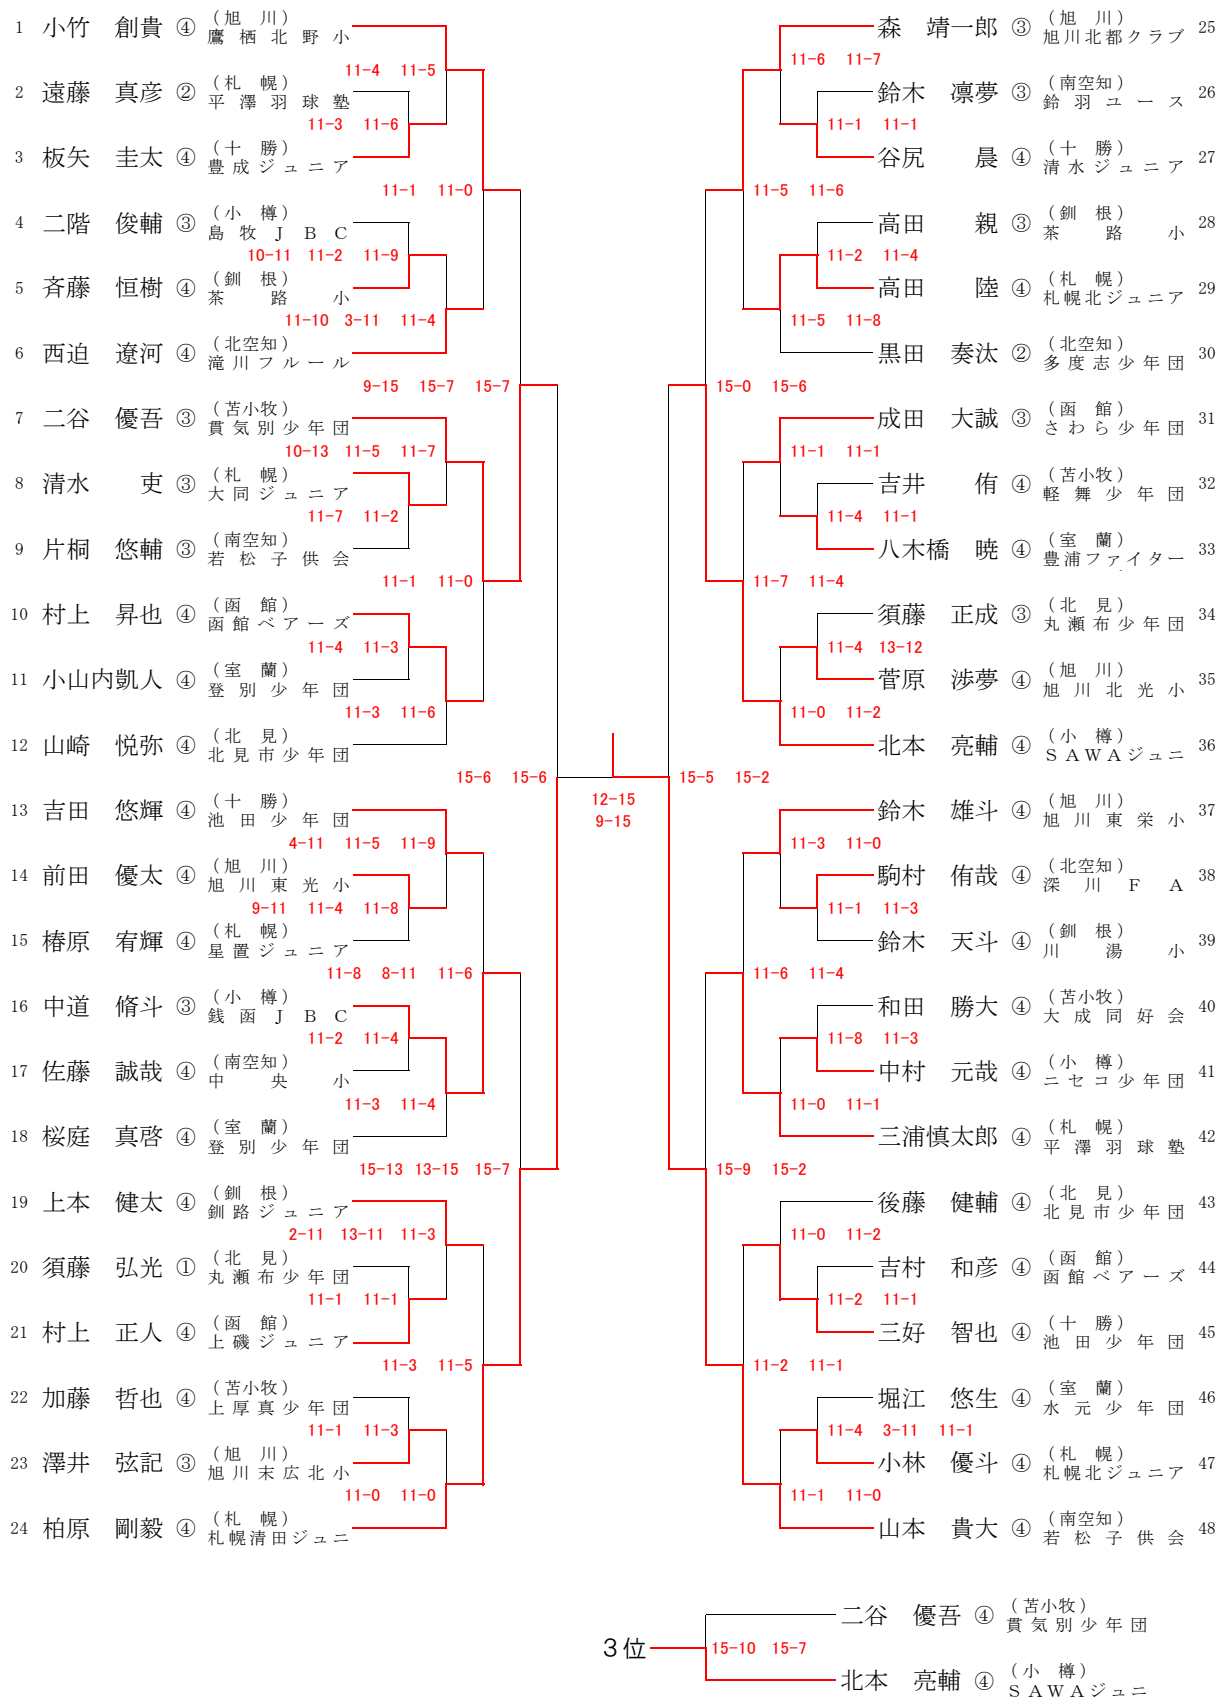 1 小竹 創貴 ④ (旭 川) 鷹栖北野小
11-4 11-5
2 遠藤 真彦 ② (札 幌) 平澤羽球塾
11-3 11-6
3 板矢 圭太 ④ (十 勝) 豊成ジュニア
11-1 11-0
4 二階 俊輔 ③ (小 樽) 島牧JBC
10-11 11-2 11-9
5 斉藤 恒樹 ④ (釧 根) 茶路小
11-10 3-11 11-4
6 西迫 遼河 ④ (北空知) 滝川フルール
9-15 15-7 15-7
7 二谷 優吾 ③ (苫小牧) 貫気別少年団
10-13 11-5 11-7
8 清水 吏 ③ (札 幌) 大同ジュニア
11-7 11-2
9 片桐 悠輔 ③ (南空知) 若松子供会
11-1 11-0
10 村上 昇也 ④ (函 館) 函館ベアーズ
11-4 11-3
11 小山内凱人 ④ (室 蘭) 登別少年団
11-3 11-6
12 山崎 悦弥 ④ (北 見) 北見市少年団
15-6 15-6
13 吉田 悠輝 ④ (十 勝) 池田少年団
4-11 11-5 11-9
14 前田 優太 ④ (旭 川) 旭川東光小
9-11 11-4 11-8
15 椿原 宥輝 ④ (札 幌) 星置ジュニア
11-8 8-11 11-6
16 中道 脩斗 ③ (小 樽) 銭函JBC
11-2 11-4
17 佐藤 誠哉 ④ (南空知) 中央小
11-3 11-4
18 桜庭 真啓 ④ (室 蘭) 登別少年団
15-13 13-15 15-7
19 上本 健太 ④ (釧 根) 釧路ジュニア
2-11 13-11 11-3
20 須藤 弘光 ① (北 見) 丸瀬布少年団
11-1 11-1
21 村上 正人 ④ (函 館) 上磯ジュニア
11-3 11-5
22 加藤 哲也 ④ (苫小牧) 上厚真少年団
11-1 11-3
23 澤井 弦記 ③ (旭 川) 旭川末広北小
11-0 11-0
24 柏原 剛毅 ④ (札 幌) 札幌清田ジュニ
12-15
9-15
森 靖一郎 ③ (旭 川) 旭川北都クラブ 25
11-6 11-7
鈴木 凛夢 ③ (南空知) 鈴羽ユース 26
11-1 11-1
谷尻 晨 ④ (十 勝) 清水ジュニア 27
11-5 11-6
高田 親 ③ (釧 根) 茶路小 28
11-2 11-4
高田 陸 ④ (札 幌) 札幌北ジュニア 29
11-5 11-8
黒田 奏汰 ② (北空知) 多度志少年団 30
15-0 15-6
成田 大誠 ③ (函 館) さわら少年団 31
11-1 11-1
吉井 侑 ④ (苫小牧) 軽舞少年団 32
11-4 11-1
八木橋 暁 ④ (室 蘭) 豊浦ファイター 33
11-7 11-4
須藤 正成 ③ (北 見) 丸瀬布少年団 34
11-4 13-12
菅原 渉夢 ④ (旭 川) 旭川北光小 35
11-0 11-2
北本 亮輔 ④ (小 樽) SAWAジュニ 36
15-5 15-2
鈴木 雄斗 ④ (旭 川) 旭川東栄小 37
11-3 11-0
駒村 侑哉 ④ (北空知) 深川FA 38
11-1 11-3
鈴木 天斗 ④ (釧 根) 川湯小 39
11-6 11-4
和田 勝大 ④ (苫小牧) 大成同好会 40
11-8 11-3
中村 元哉 ④ (小 樽) ニセコ少年団 41
11-0 11-1
三浦慎太郎 ④ (札 幌) 平澤羽球塾 42
15-9 15-2
後藤 健輔 ④ (北 見) 北見市少年団 43
11-0 11-2
吉村 和彦 ④ (函 館) 函館ベアーズ 44
11-2 11-1
三好 智也 ④ (十 勝) 池田少年団 45
11-2 11-1
堀江 悠生 ④ (室 蘭) 水元少年団 46
11-4 3-11 11-1
小林 優斗 ④ (札 幌) 札幌北ジュニア 47
11-1 11-0
山本 貴大 ④ (南空知) 若松子供会 48
二谷 優吾 ④ (苫小牧) 貫気別少年団
3位 15-10 15-7
北本 亮輔 ④ (小 樽) SAWAジュニ